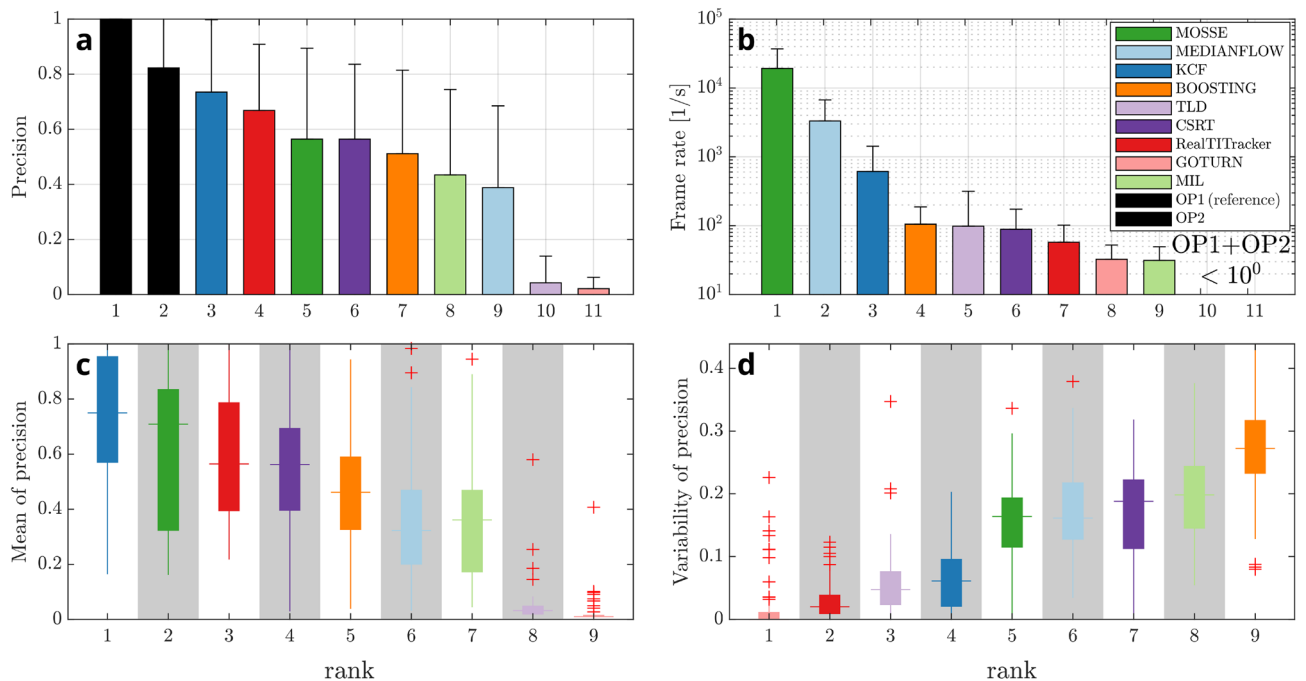 a
Precision
1
0.8
0.6
0.4
0.2
0
1 2 3 4 5 6 7 8 9 10 11
b
Frame rate [1/s]
10^5
10^4
10^3
10^2
10^1
MOSSE
MEDIANFLOW
KCF
BOOSTING
TLD
CSRT
RealTITracker
GOTURN
MIL
OP1 (reference)
OP2
OP1+OP2
< 10^0
1 2 3 4 5 6 7 8 9 10 11
c
Mean of precision
1
0.8
0.6
0.4
0.2
0
1 2 3 4 5 6 7 8 9
rank
d
Variability of precision
0.4
0.3
0.2
0.1
0
1 2 3 4 5 6 7 8 9
rank